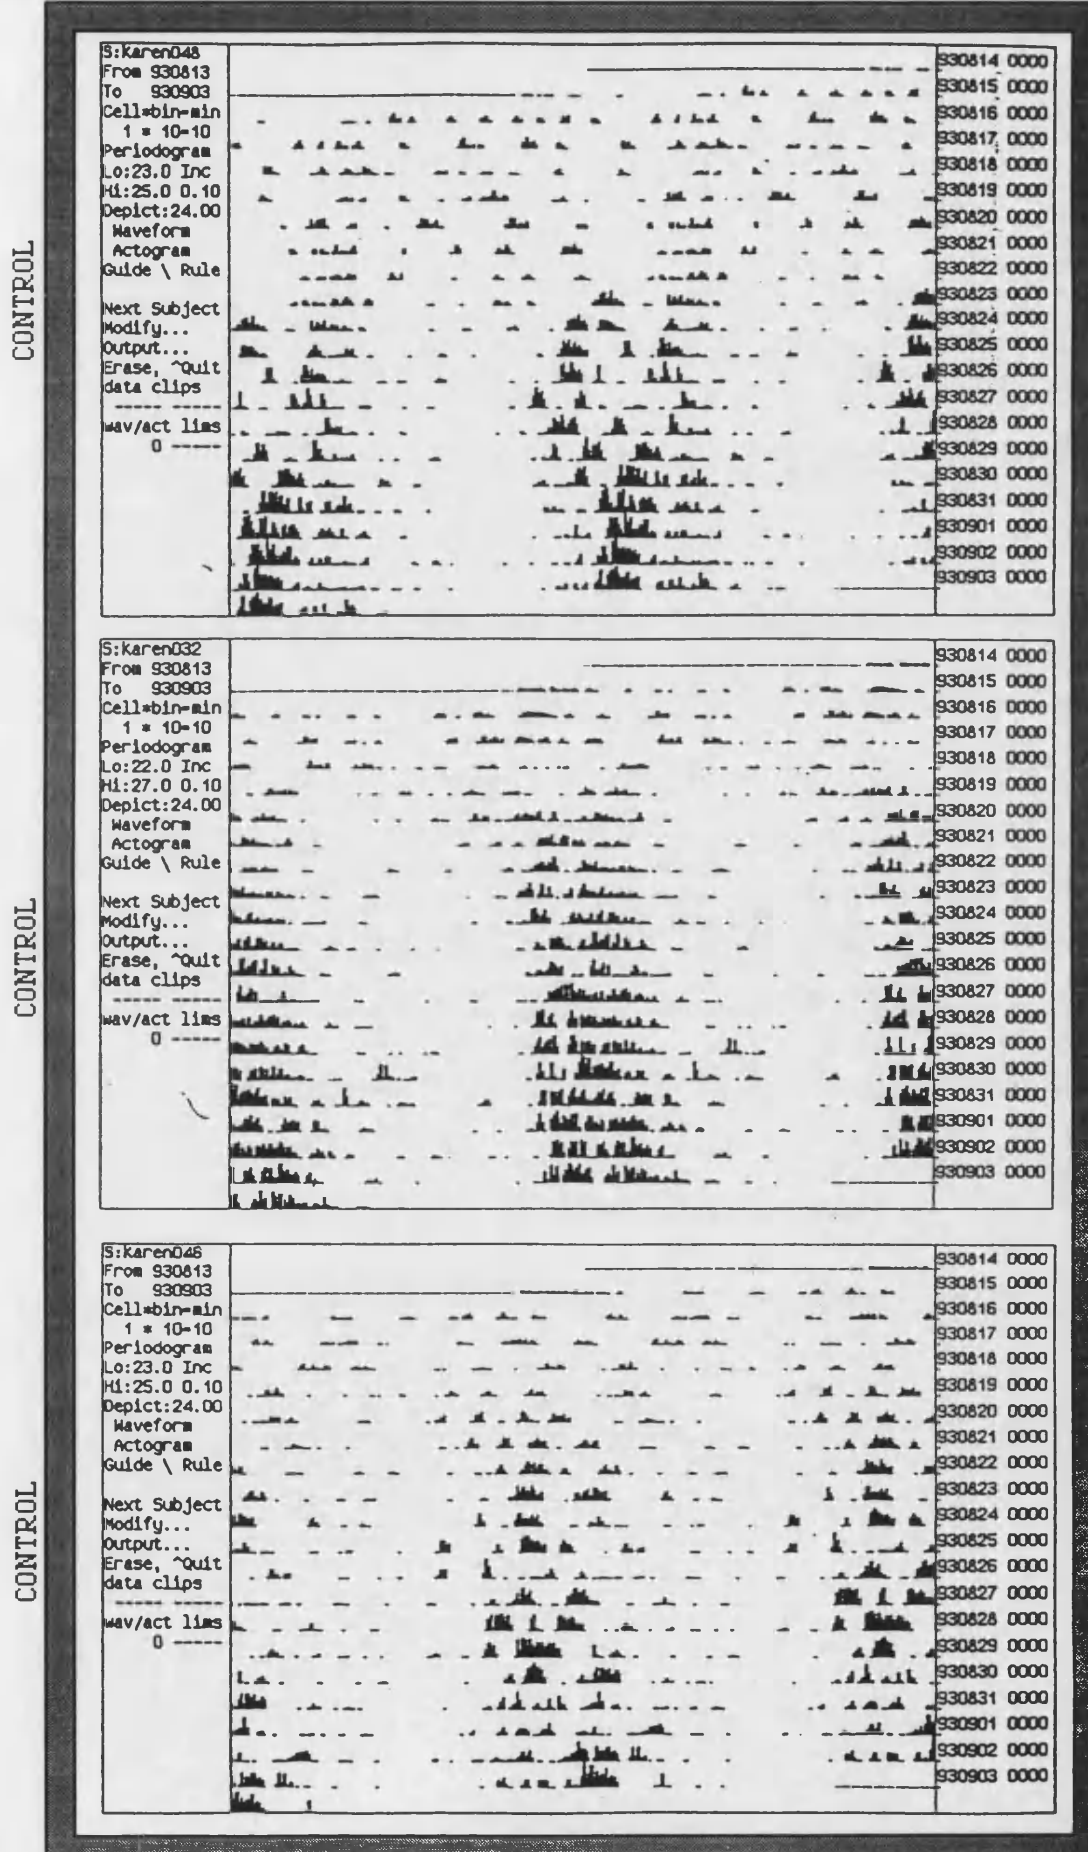 CONTROL
S:karen048
From 930813
To 930903
Cell*bin=min
1 * 10=10
Periodogram
Lo:23.0 Inc
Hi:25.0 0.10
Depict:24.00
Waveform
Actogram
Guide \ Rule
Next Subject
Modify...
Output...
Erase, ^Quit
data clips
----- -----
wav/act lims
0 -----
930814 0000
930815 0000
930816 0000
930817 0000
930818 0000
930819 0000
930820 0000
930821 0000
930822 0000
930823 0000
930824 0000
930825 0000
930826 0000
930827 0000
930828 0000
930829 0000
930830 0000
930831 0000
930901 0000
930902 0000
930903 0000
CONTROL
S:karen032
From 930813
To 930903
Cell*bin=min
1 * 10=10
Periodogram
Lo:22.0 Inc
Hi:27.0 0.10
Depict:24.00
Waveform
Actogram
Guide \ Rule
Next Subject
Modify...
Output...
Erase, ^Quit
data clips
----- -----
wav/act lims
0 -----
930814 0000
930815 0000
930816 0000
930817 0000
930818 0000
930819 0000
930820 0000
930821 0000
930822 0000
930823 0000
930824 0000
930825 0000
930826 0000
930827 0000
930828 0000
930829 0000
930830 0000
930831 0000
930901 0000
930902 0000
930903 0000
CONTROL
S:karen046
From 930813
To 930903
Cell*bin=min
1 * 10=10
Periodogram
Lo:23.0 Inc
Hi:25.0 0.10
Depict:24.00
Waveform
Actogram
Guide \ Rule
Next Subject
Modify...
Output...
Erase, ^Quit
data clips
----- -----
wav/act lims
0 -----
930814 0000
930815 0000
930816 0000
930817 0000
930818 0000
930819 0000
930820 0000
930821 0000
930822 0000
930823 0000
930824 0000
930825 0000
930826 0000
930827 0000
930828 0000
930829 0000
930830 0000
930831 0000
930901 0000
930902 0000
930903 0000